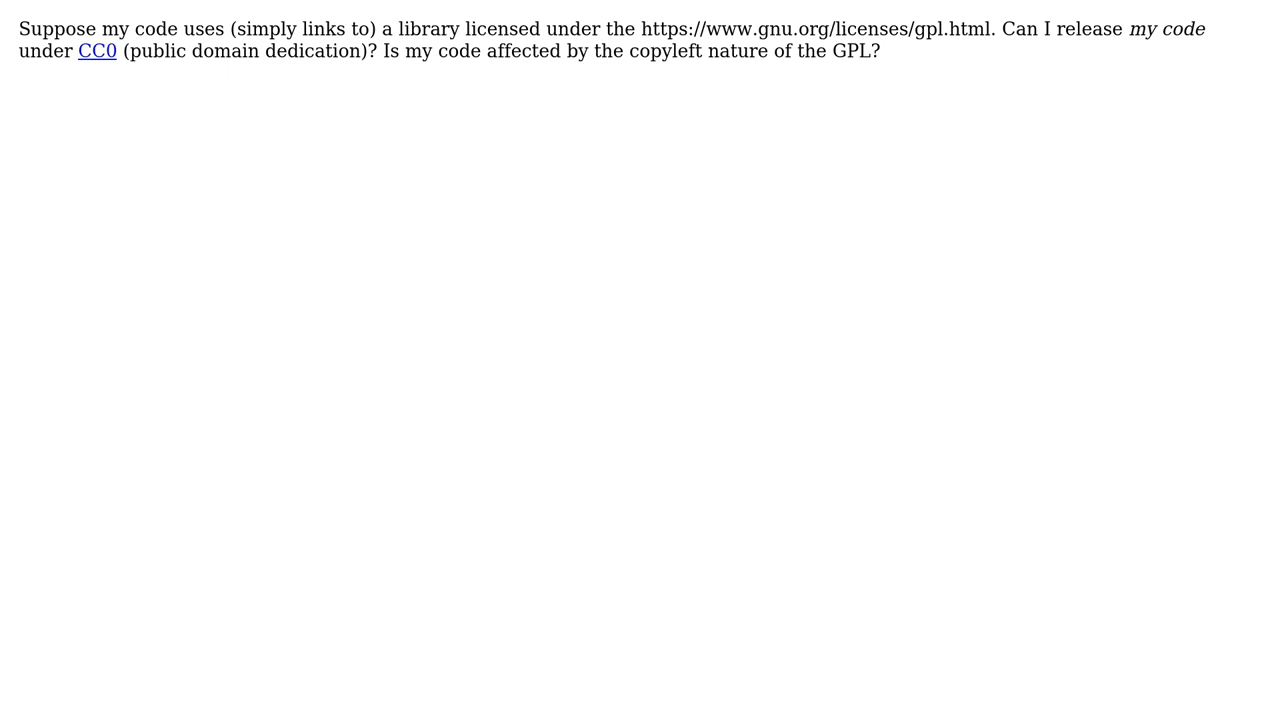 Suppose my code uses (simply links to) a library licensed under the https://www.gnu.org/licenses/gpl.html. Can I release my code
under CC0 (public domain dedication)? Is my code affected by the copyleft nature of the GPL?